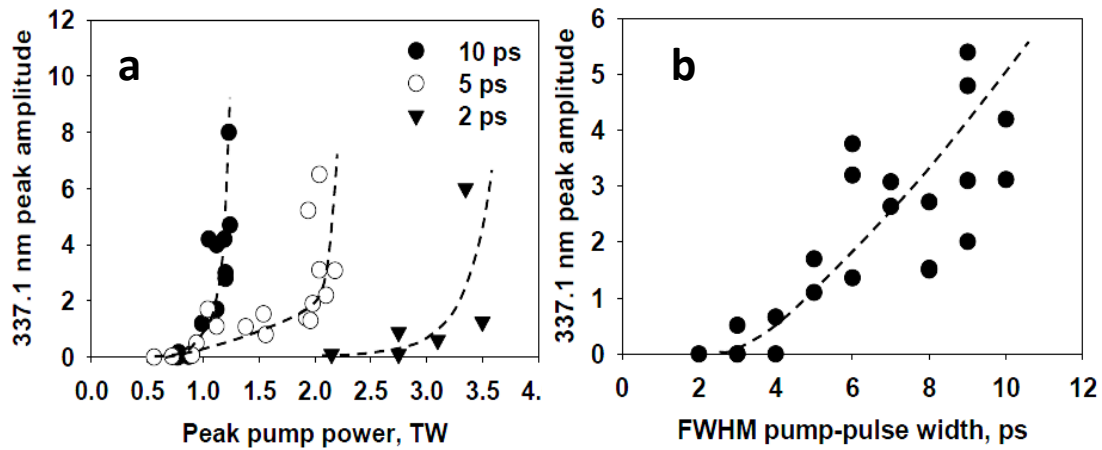 a
10 ps
5 ps
2 ps
337.1 nm peak amplitude
12
10
8
6
4
2
0
0.0 0.5 1.0 1.5 2.0 2.5 3.0 3.5 4.
Peak pump power, TW
b
337.1 nm peak amplitude
6
5
4
3
2
1
0
0 2 4 6 8 10 12
FWHM pump-pulse width, ps